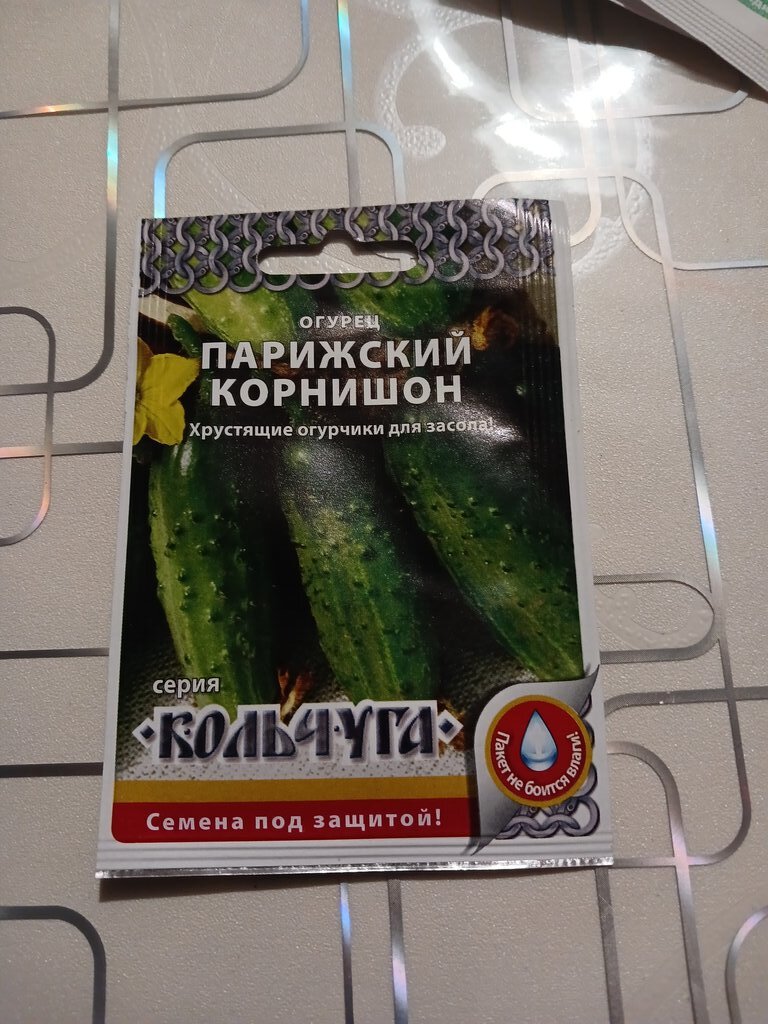 ОГУРЕЦ
ПАРИЖСКИЙ
КОРНИШОН
Хрустящие огурчики для засола!
серия
КОЛЬЧУГА
Пакет не боится влаги!
Семена под защитой!